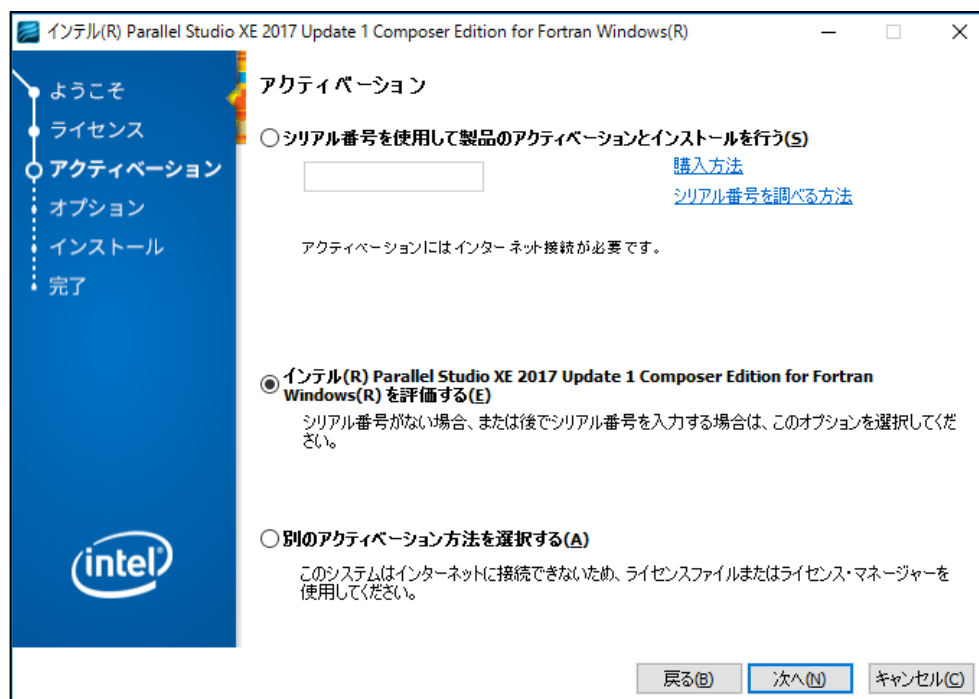 インテル(R) Parallel Studio XE 2017 Update 1 Composer Edition for Fortran Windows(R)
ようこそ
ライセンス
アクティベーション
オプション
インストール
完了
intel
アクティベーション
シリアル番号を使用して製品のアクティベーションとインストールを行う(S)
購入方法
シリアル番号を調べる方法
アクティベーションにはインターネット接続が必要です。
インテル(R) Parallel Studio XE 2017 Update 1 Composer Edition for Fortran
Windows(R) を評価する(E)
シリアル番号がない場合、または後でシリアル番号を入力する場合は、このオプションを選択してくだ
さい。
別のアクティベーション方法を選択する(A)
このシステムはインターネットに接続できないため、ライセンスファイルまたはライセンス・マネージャーを
使用してください。
戻る(B)
次へ(N)
キャンセル(C)